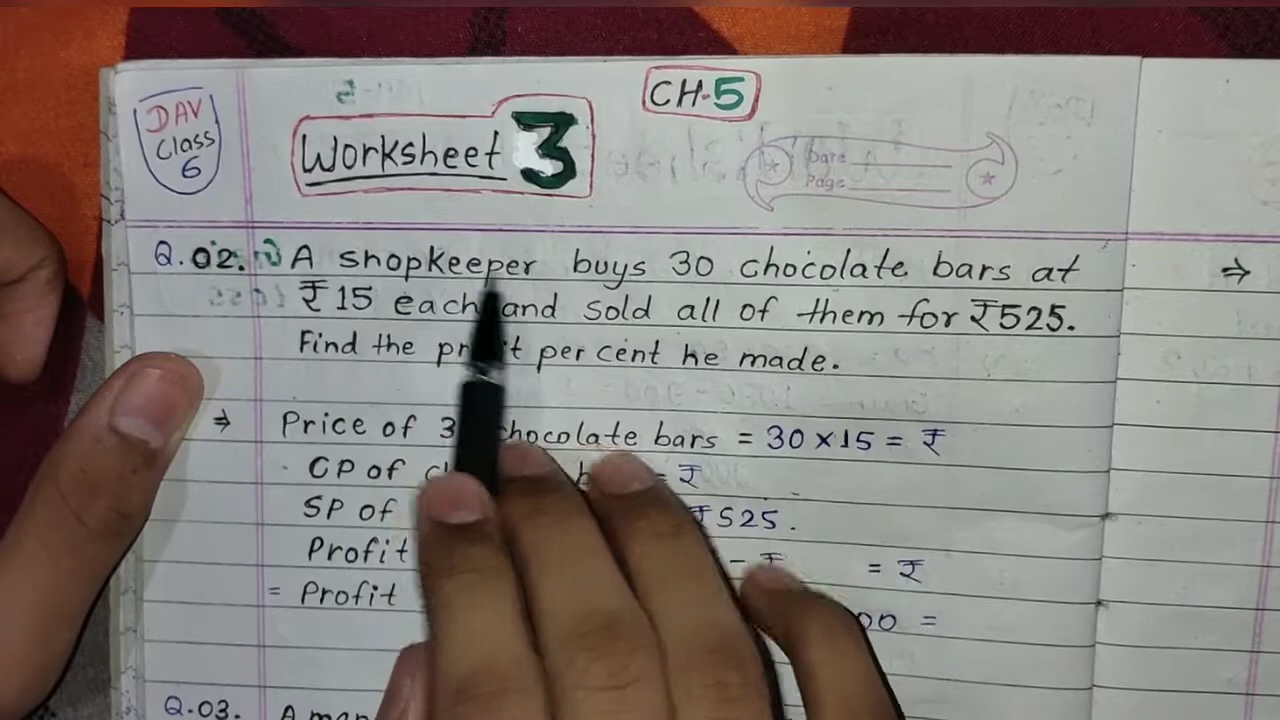 CH-5
DAV
Class
6
Worksheet 3
Date
Page
Q.02. A shopkeeper buys 30 chocolate bars at
₹15 each and sold all of them for ₹525.
Find the pr t per cent he made.
⇒ Price of 3 chocolate bars = 30 × 15 = ₹
CP of = ₹
SP of ₹525.
Profit - ₹ = ₹
= Profit 00 =
Q.03. A man
⇒